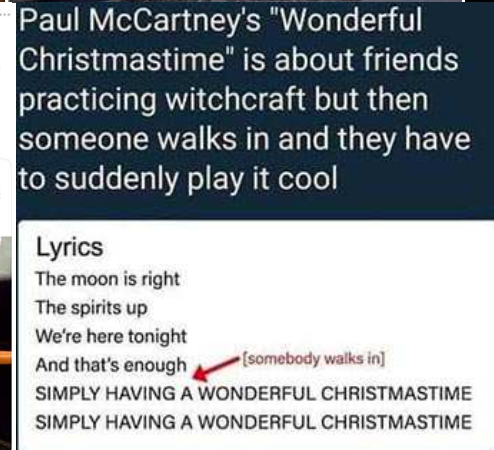 Paul McCartney's "Wonderful
Christmastime" is about friends
practicing witchcraft but then
someone walks in and they have
to suddenly play it cool
Lyrics
The moon is right
The spirits up
We're here tonight
And that's enough
[somebody walks in]
SIMPLY HAVING A WONDERFUL CHRISTMASTIME
SIMPLY HAVING A WONDERFUL CHRISTMASTIME